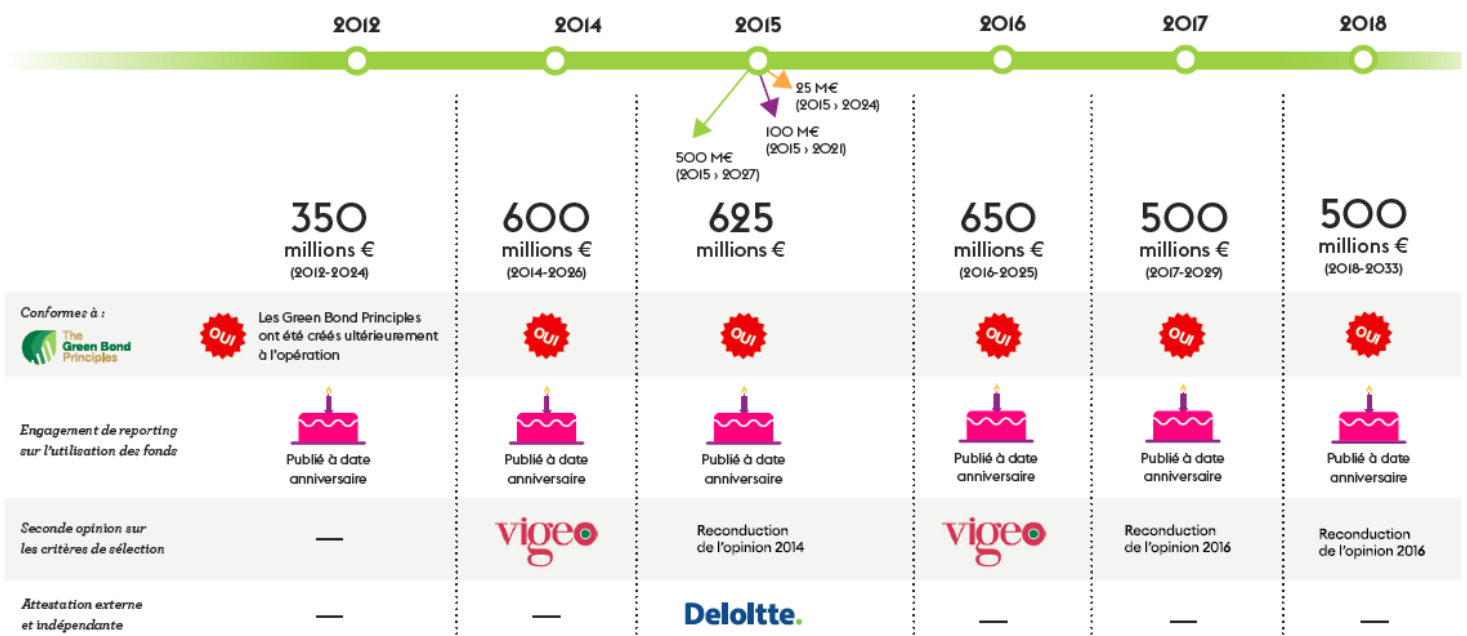 2012
2014
2015
2016
2017
2018
25 M€
(2015 › 2024)
100 M€
(2015 › 2021)
500 M€
(2015 › 2027)
350
millions €
(2012-2024)
600
millions €
(2014-2026)
625
millions €
650
millions €
(2016-2025)
500
millions €
(2017-2029)
500
millions €
(2018-2033)
Conformes à :
The
Green Bond
Principles
OUI
Les Green Bond Principles
ont été créés ultérieurement
à l'opération
OUI
OUI
OUI
OUI
OUI
Engagement de reporting
sur l'utilisation des fonds
Publié à date
anniversaire
Publié à date
anniversaire
Publié à date
anniversaire
Publié à date
anniversaire
Publié à date
anniversaire
Publié à date
anniversaire
Seconde opinion sur
les critères de sélection
—
vigeo
Reconduction
de l'opinion 2014
vigeo
Reconduction
de l'opinion 2016
Reconduction
de l'opinion 2016
Attestation externe
et indépendante
—
—
Deloitte.
—
—
—